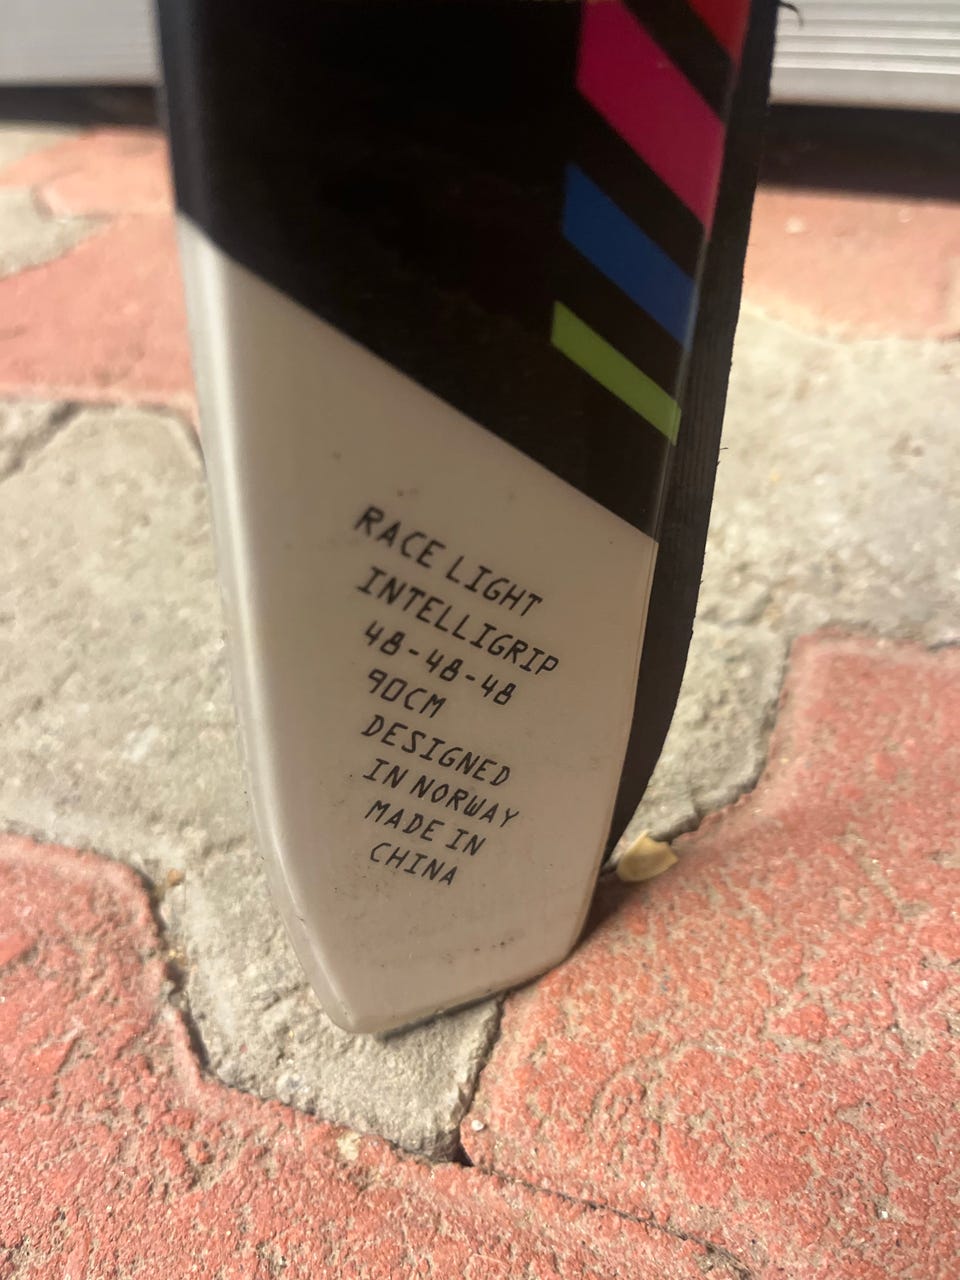 RACE LIGHT
INTELLIGRIP
48-48-48
90CM
DESIGNED
IN NORWAY
MADE IN
CHINA